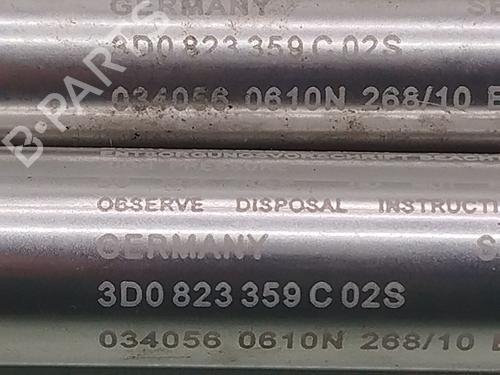 GERMANY
3D0 823 359 C 02S
034056 0610N 268/10
B-PARTS
OBSERVE DISPOSAL
GERMANY
3D0 823 359 C 02S
034056 0610N 268/10